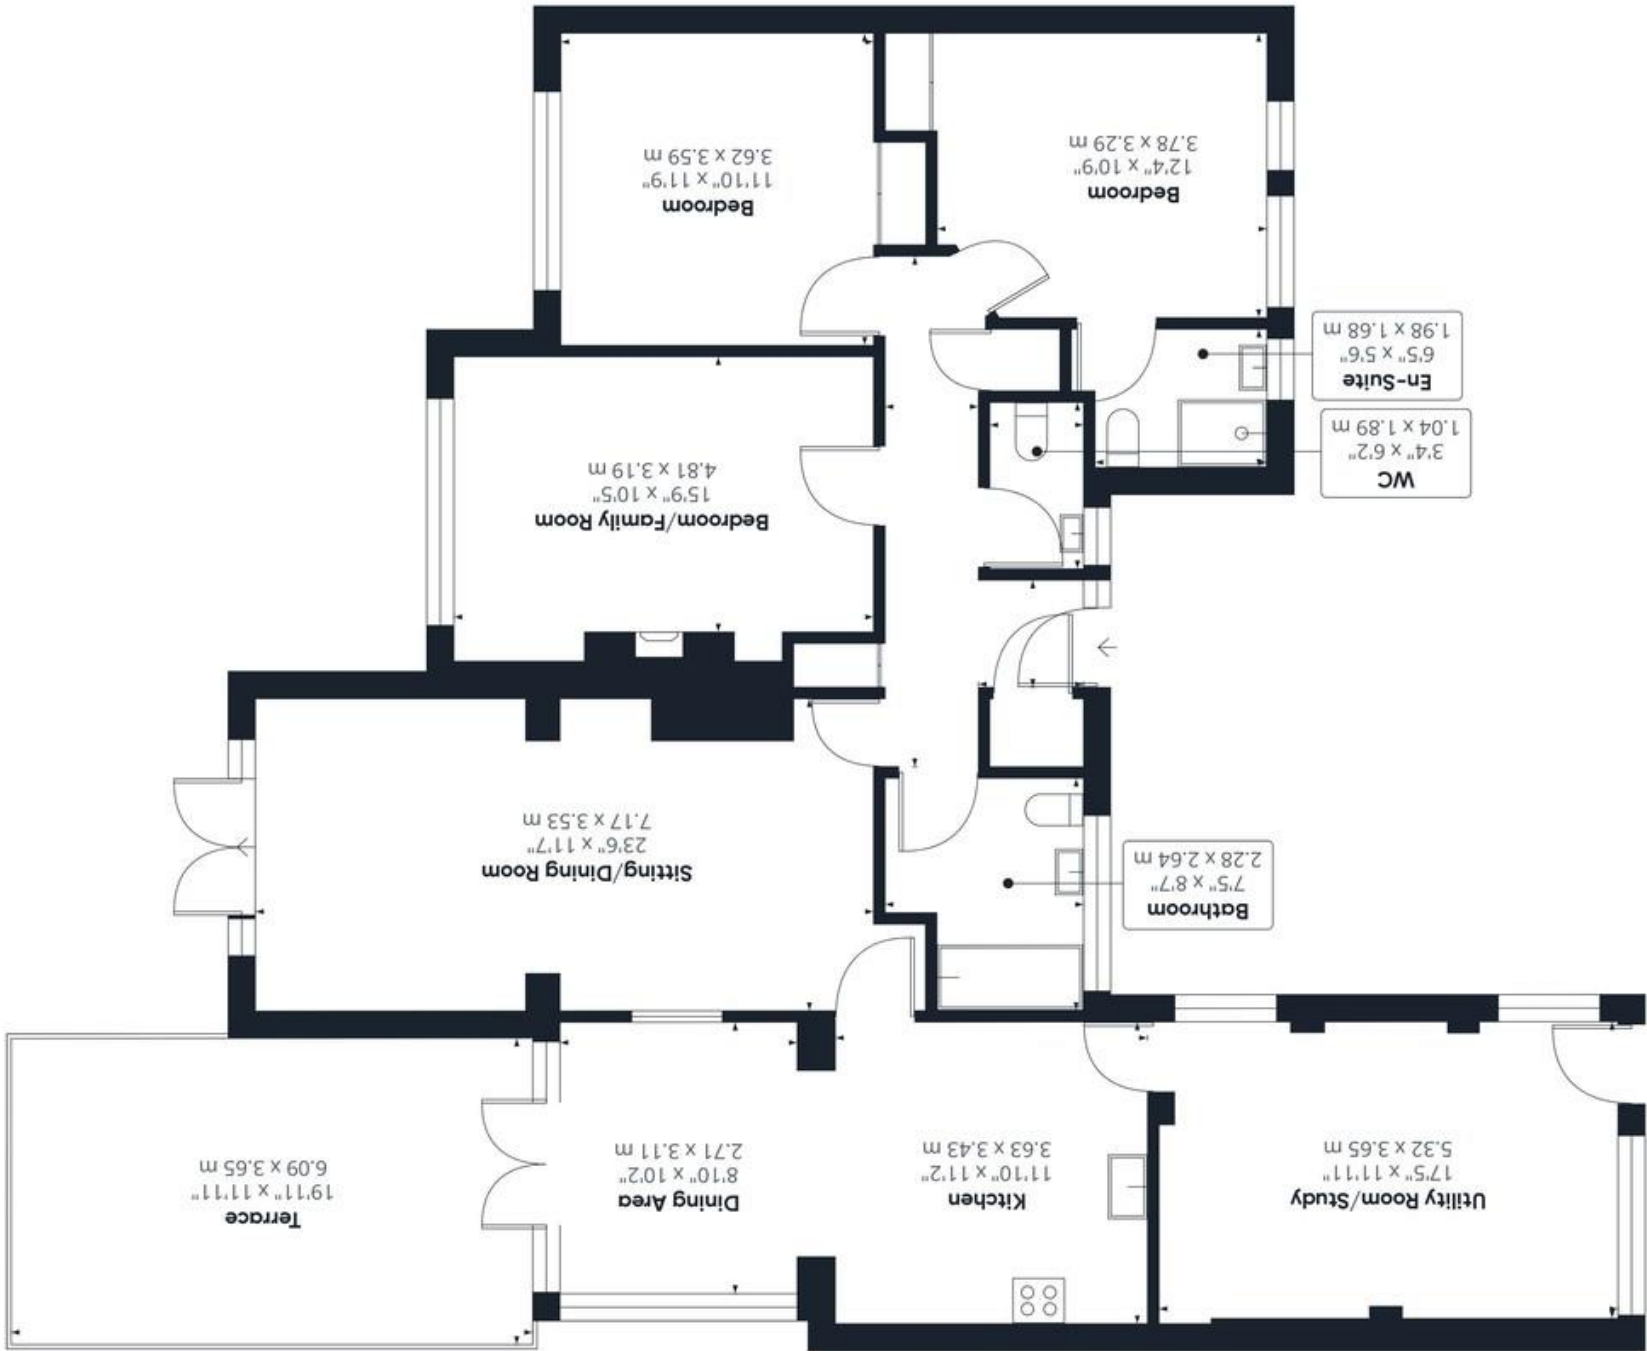 Utility Room/Study
17'5" x 11'11"
5.32 x 3.65 m
Kitchen
11'10" x 11'2"
3.63 x 3.43 m
Dining Area
8'10" x 10'2"
2.71 x 3.11 m
Terrace
19'11" x 11'11"
6.09 x 3.65 m
Bathroom
7'5" x 8'7"
2.28 x 2.64 m
Sitting/Dining Room
23'6" x 11'7"
7.17 x 3.53 m
WC
3'4" x 6'2"
1.04 x 1.89 m
Bedroom/Family Room
15'9" x 10'5"
4.81 x 3.19 m
En-Suite
6'5" x 5'6"
1.98 x 1.68 m
Bedroom
12'4" x 10'9"
3.78 x 3.29 m
Bedroom
11'10" x 11'9"
3.62 x 3.59 m